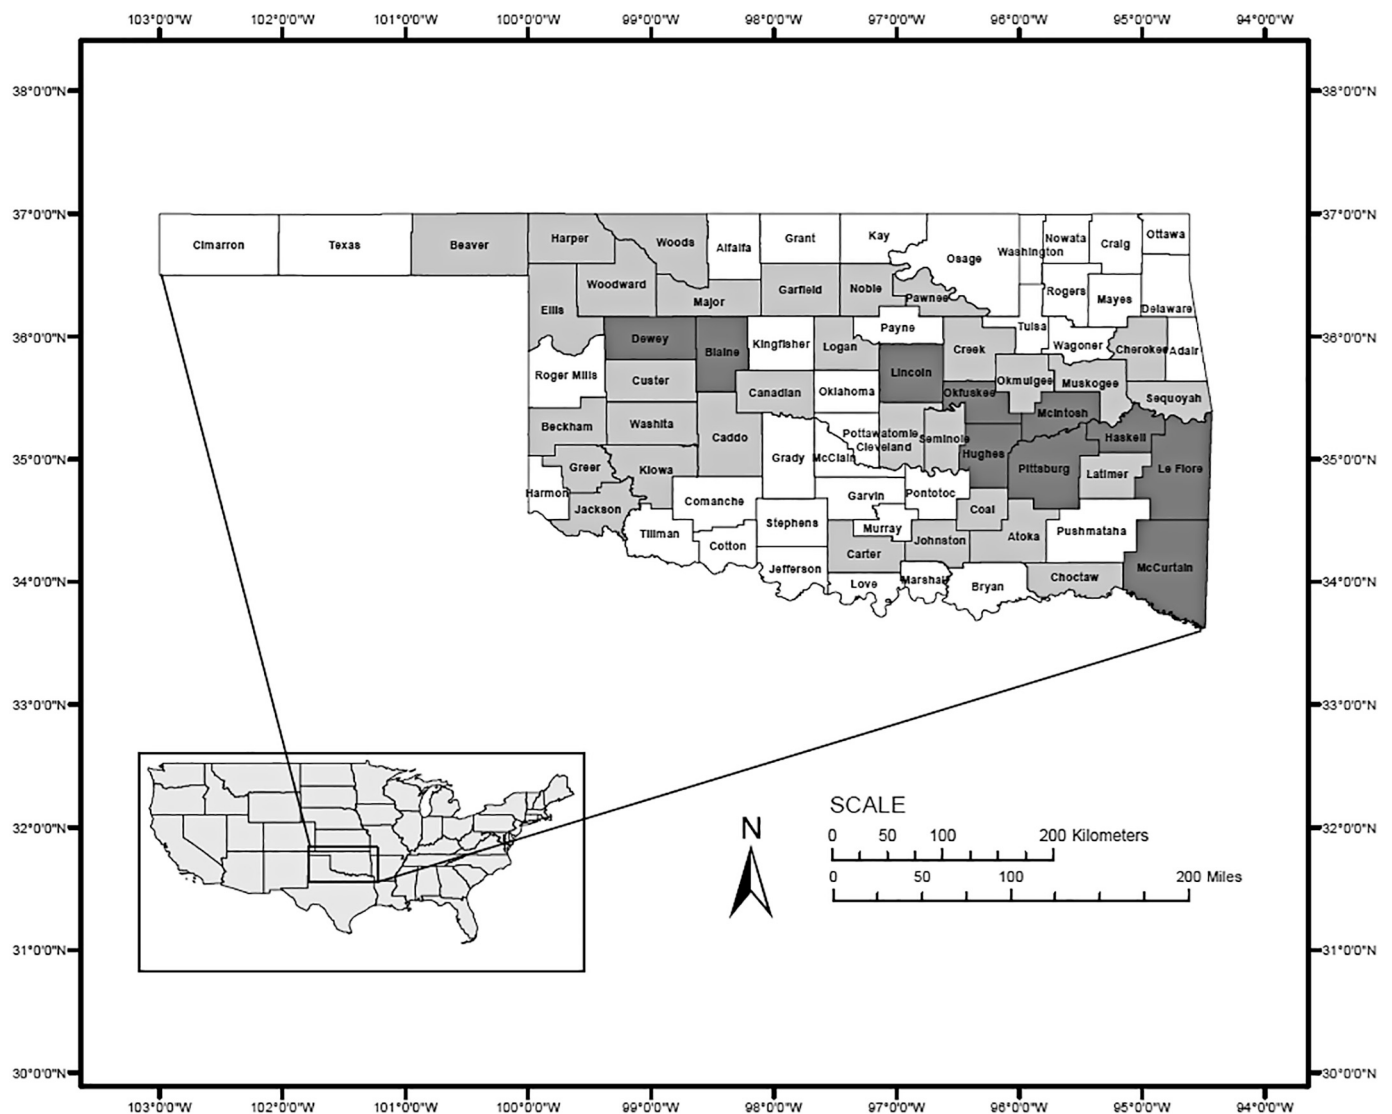 103°0'0"W 102°0'0"W 101°0'0"W 100°0'0"W 99°0'0"W 98°0'0"W 97°0'0"W 96°0'0"W 95°0'0"W 94°0'0"W
38°0'0"N 38°0'0"N
37°0'0"N 37°0'0"N
Cimarron Texas Beaver Harper Woods Alfalfa Grant Kay Osage Washington Nowata Craig Ottawa
Ellis Woodward Major Garfield Noble Pawnee Rogers Mayes Delaware
36°0'0"N 36°0'0"N
Dewey Blaine Kingfisher Logan Payne Creek Tulsa Wagoner Cherokee Adair
Roger Mills Custer Canadian Oklahoma Lincoln Okfuskee Okmulgee Muskogee Sequoyah
Beckham Washita Caddo Grady McClain Pottawatomie Cleveland Seminole Hughes McIntosh Haskell
35°0'0"N 35°0'0"N
Harmon Greer Kiowa Comanche Garvin Pontotoc Pittsburg Latimer Le Flore
Jackson Tillman Cotton Stephens Murray Johnston Coal Atoka Pushmataha
Jefferson Carter Love Marshall Bryan Choctaw McCurtain
34°0'0"N 34°0'0"N
33°0'0"N 33°0'0"N
32°0'0"N 32°0'0"N
N
SCALE
0 50 100 200 Kilometers
0 50 100 200 Miles
31°0'0"N 31°0'0"N
30°0'0"N 30°0'0"N
103°0'0"W 102°0'0"W 101°0'0"W 100°0'0"W 99°0'0"W 98°0'0"W 97°0'0"W 96°0'0"W 95°0'0"W 94°0'0"W